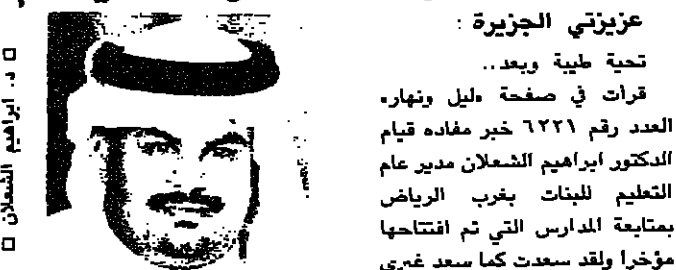 عزيزتي الجزيرة :
تحية طيبة وبعد..
قرأت في صفحة «ليل ونهار»
العدد رقم ٦٢٢١ خبر مفاده قيام
الدكتور ابراهيم الشعلان مدير عام
التعليم للبنات بغرب الرياض
بمتابعة المدارس التي تم افتتاحها
مؤخرا ولقد سعدت كما سعد غيري
□ د. ابراهيم الشعلان □